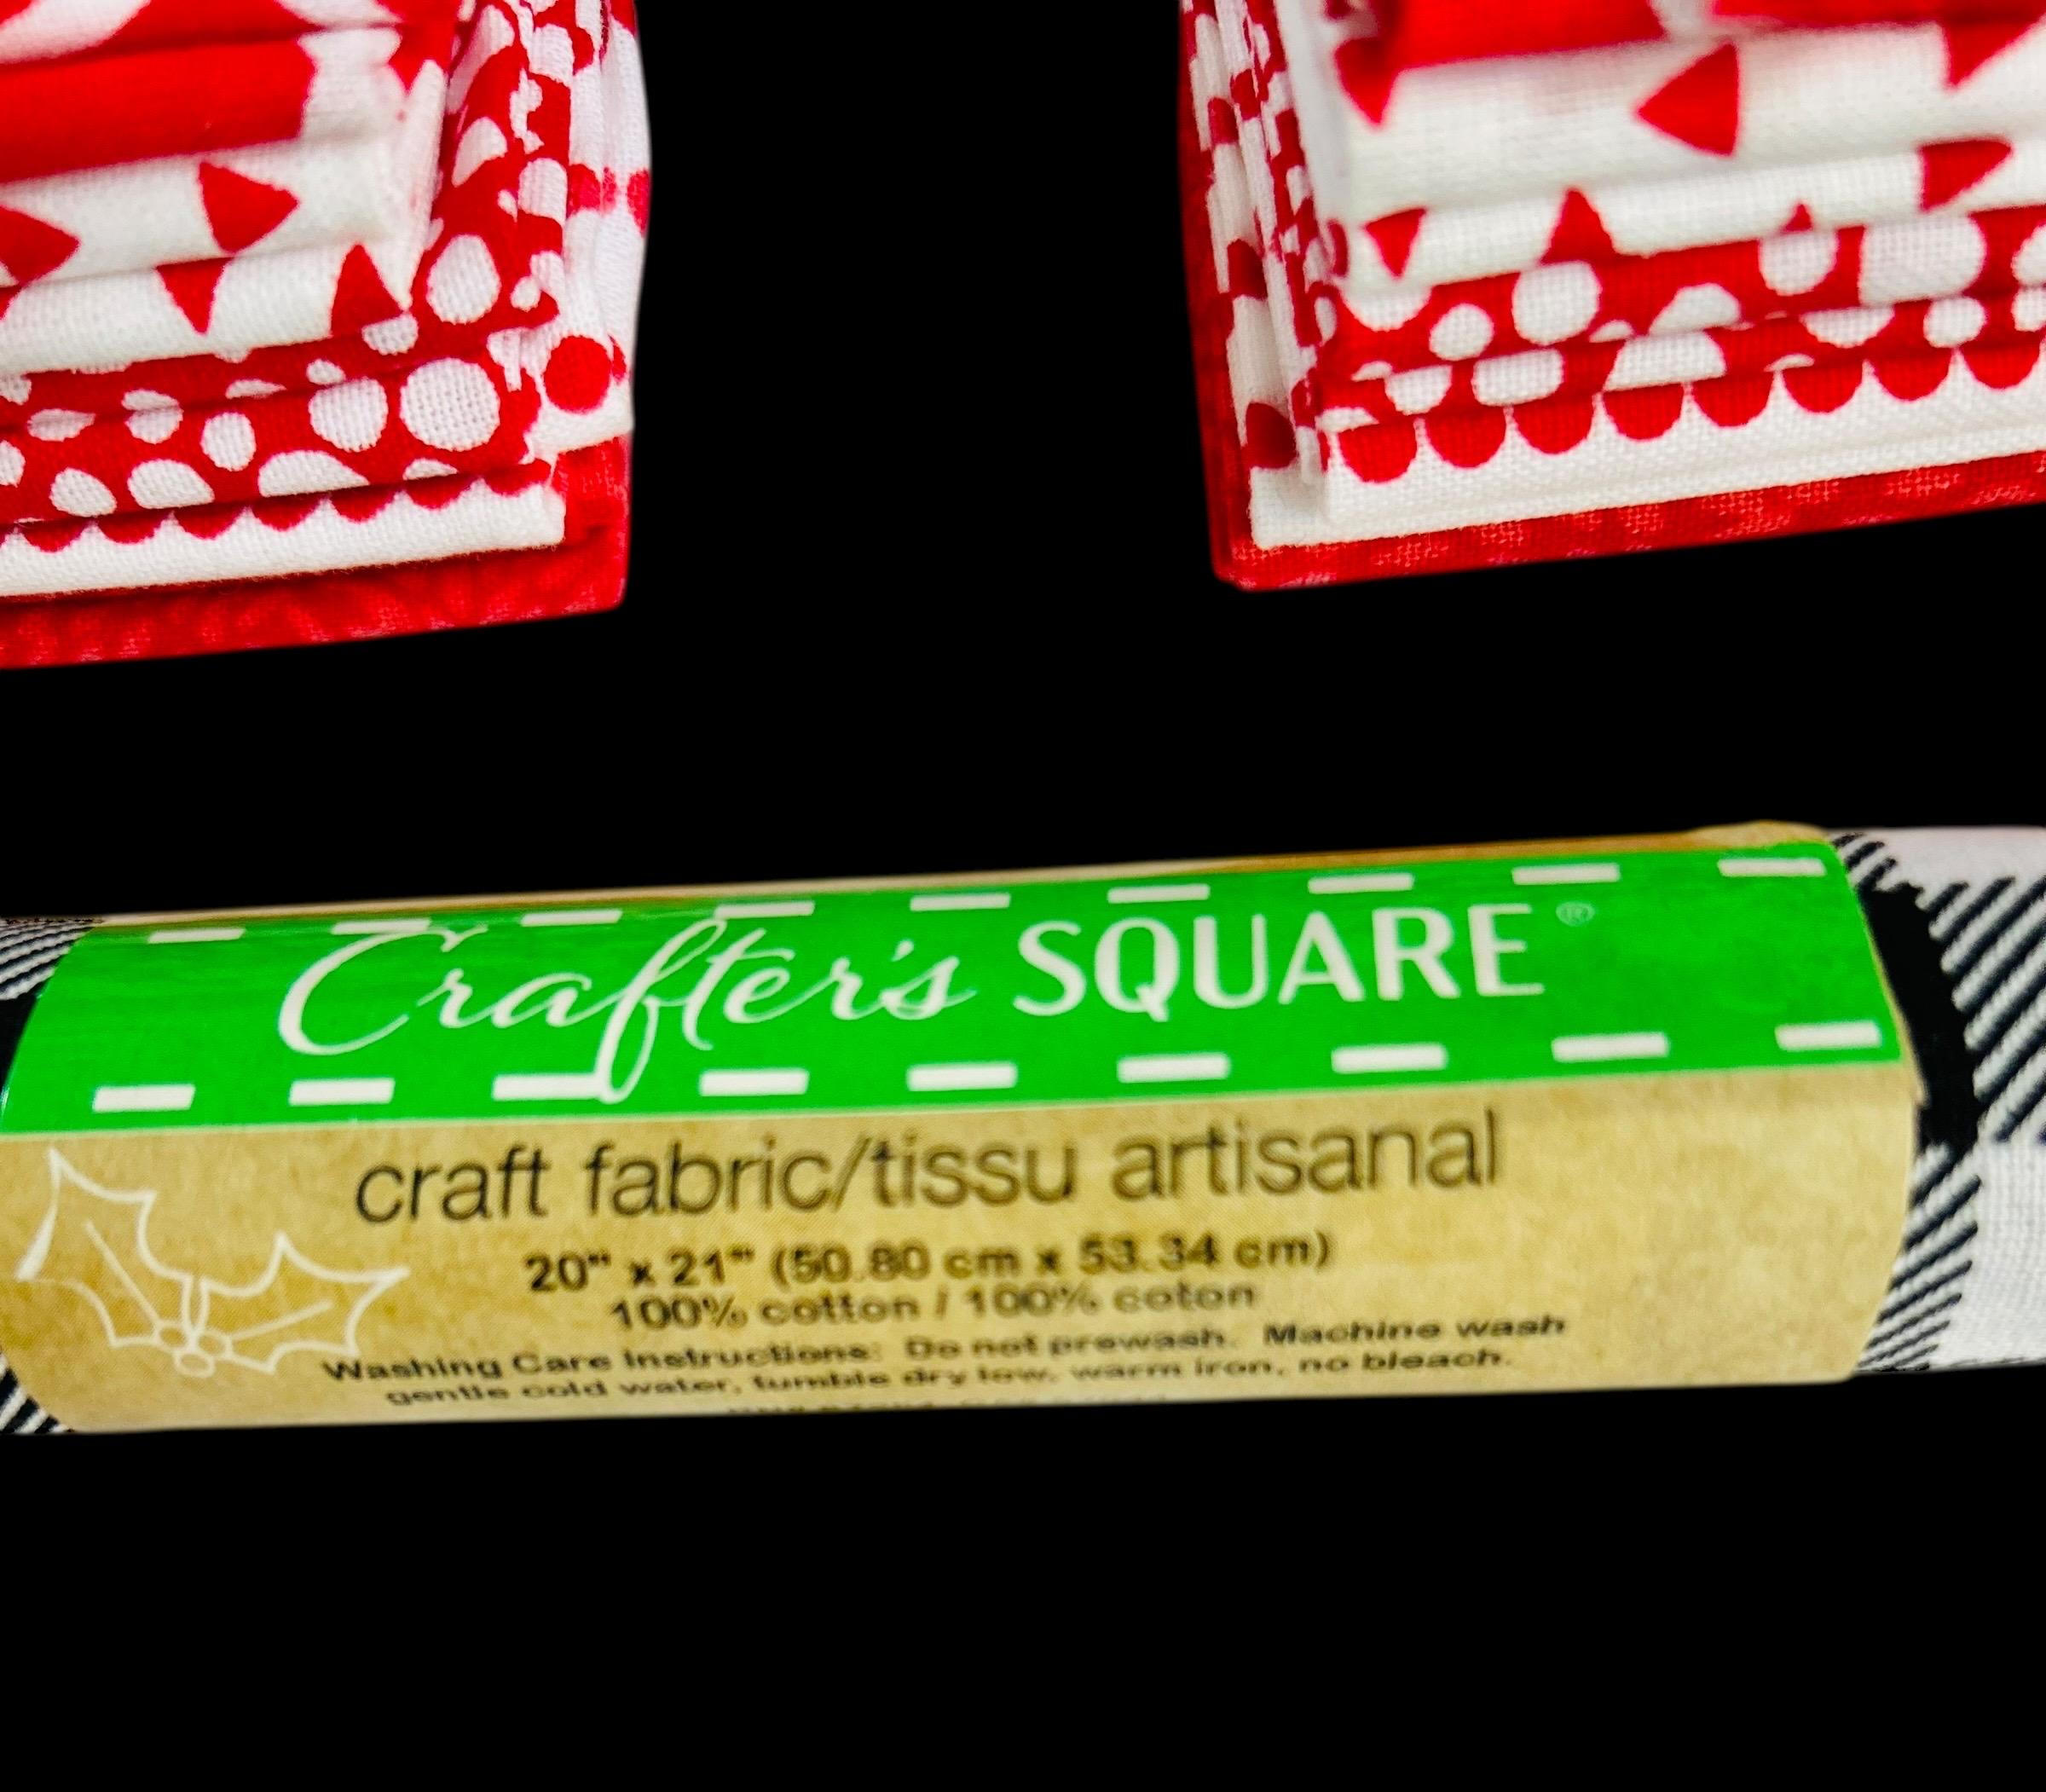 Crafter's SQUARE®
craft fabric/tissu artisanal
20" x 21" (50.80 cm x 53.34 cm)
100% cotton / 100% coton
Washing Care Instructions: Do not prewash. Machine wash
gentle cold water, tumble dry low, warm iron, no bleach.